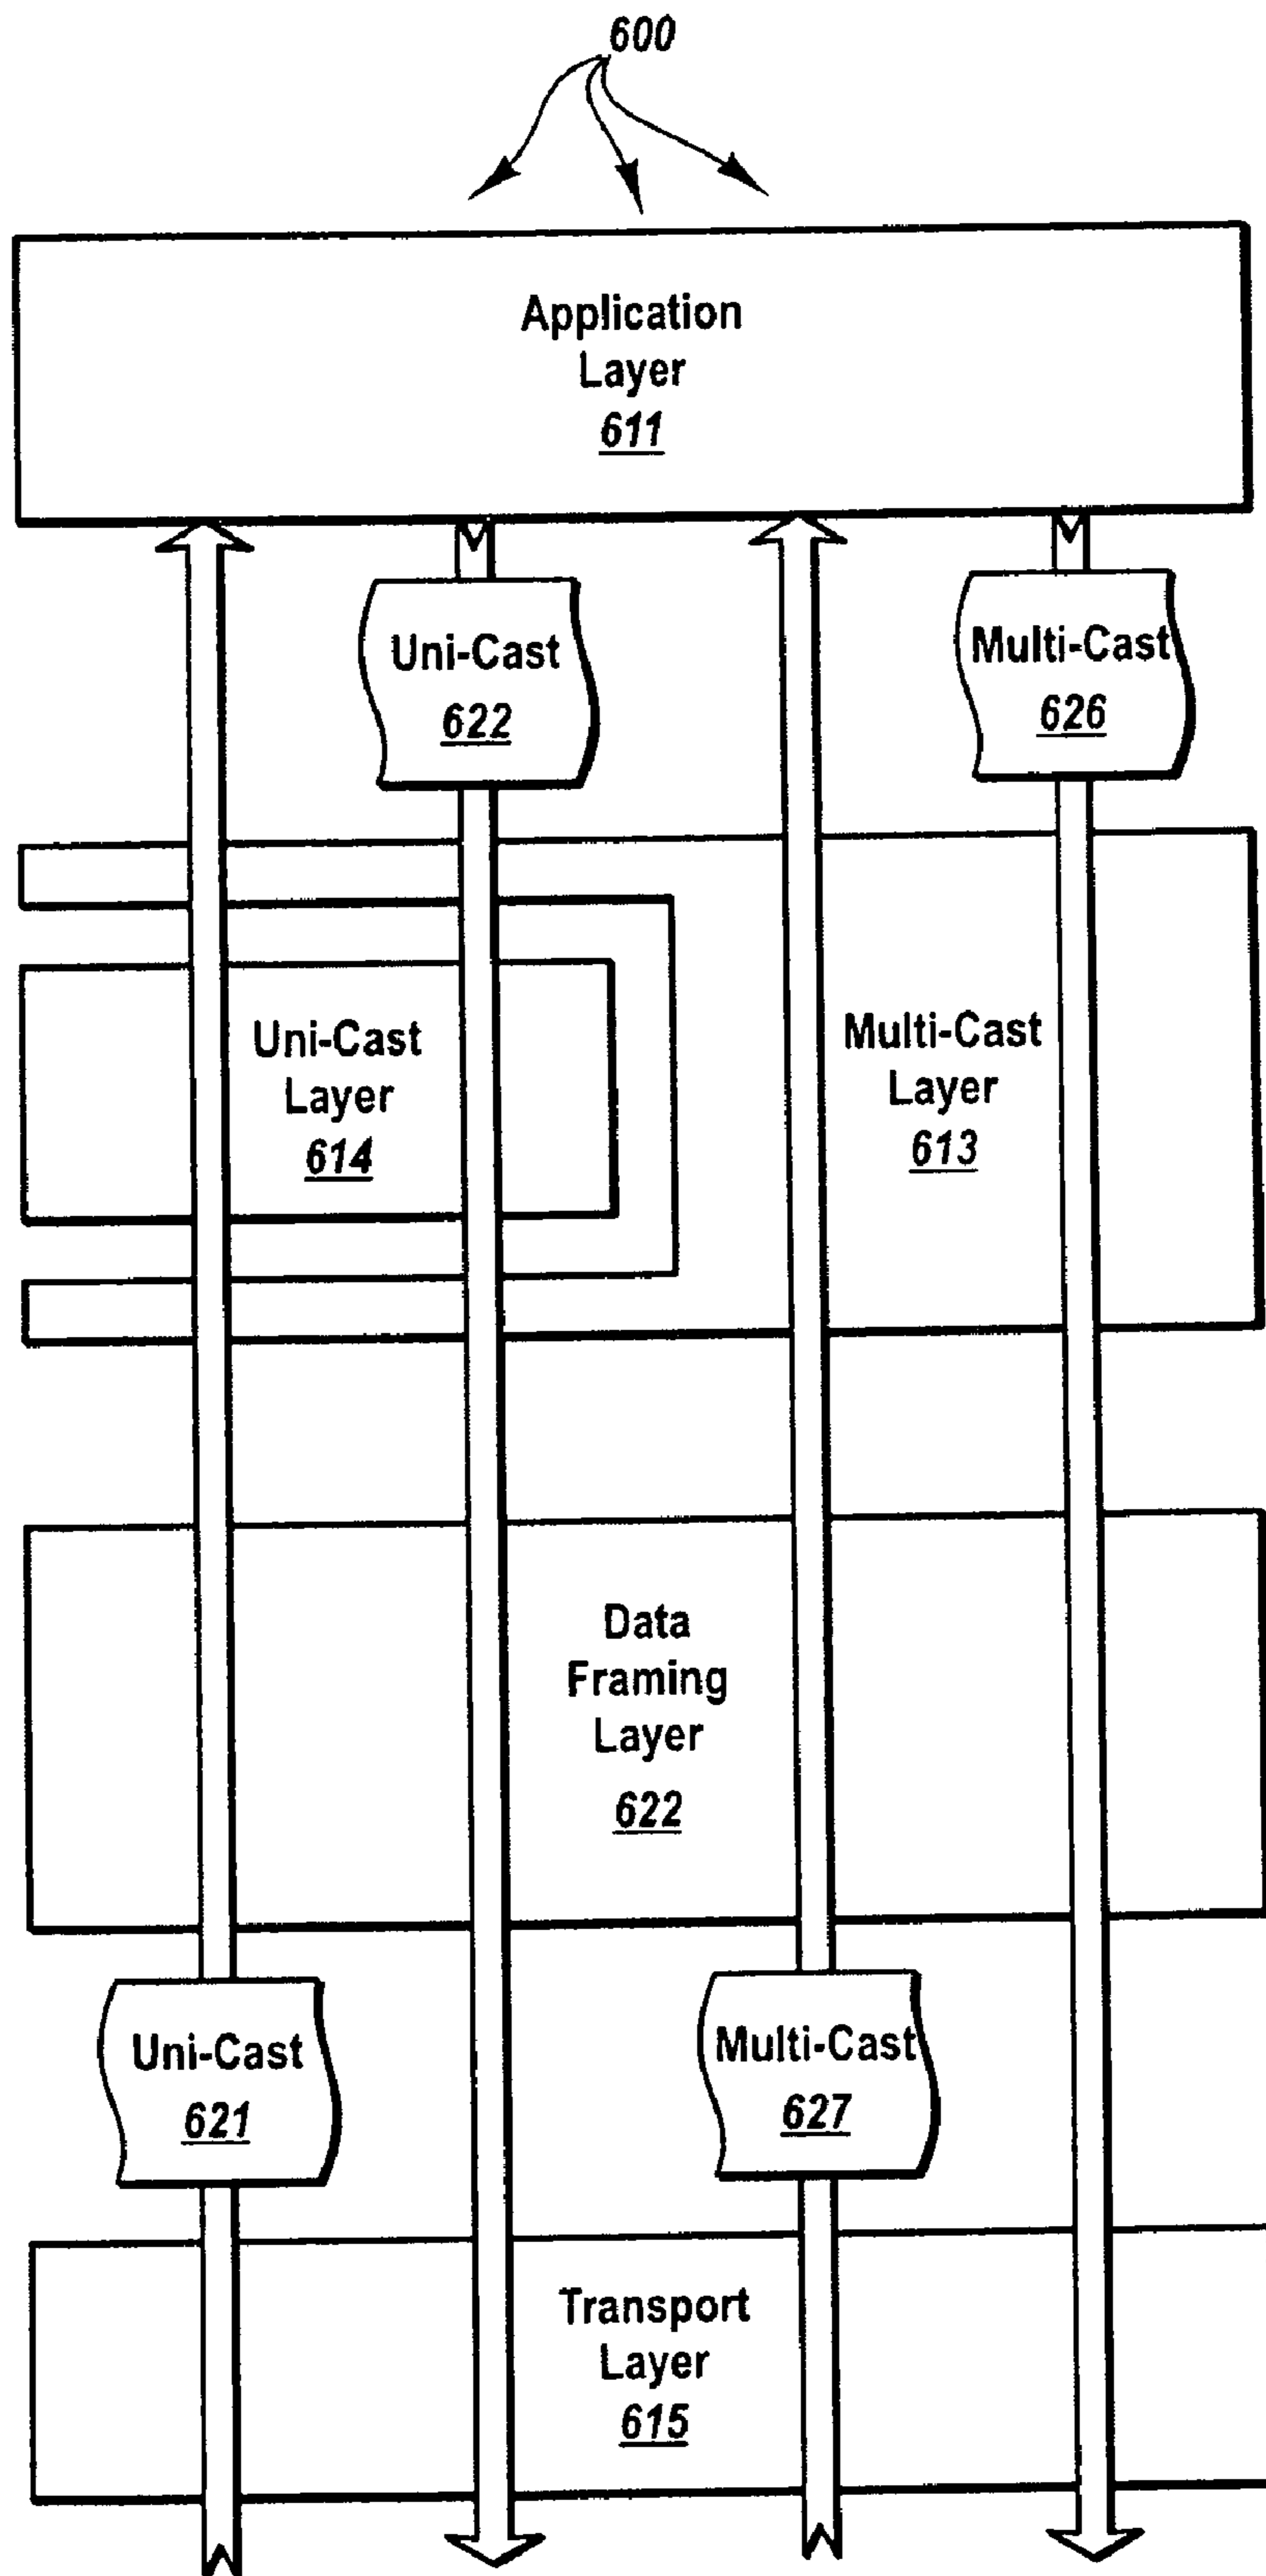 600
Application
Layer
611
Uni-Cast
622
Multi-Cast
626
Uni-Cast
Layer
614
Multi-Cast
Layer
613
Data
Framing
Layer
622
Uni-Cast
621
Multi-Cast
627
Transport
Layer
615